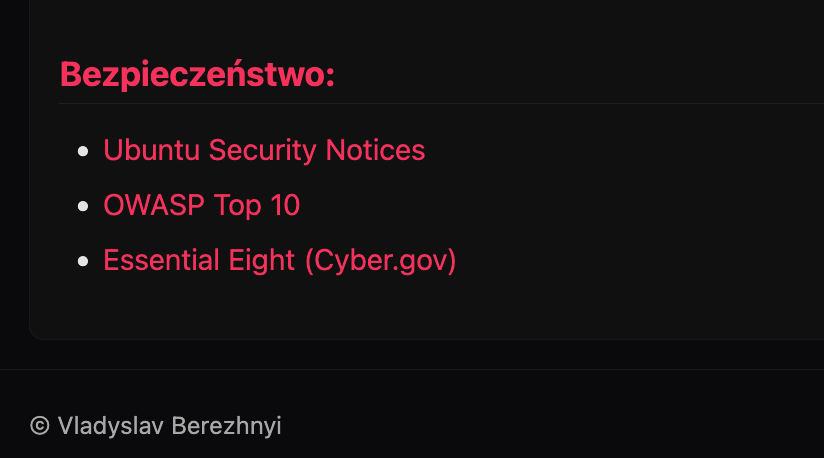 Bezpieczeństwo:
Ubuntu Security Notices
OWASP Top 10
Essential Eight (Cyber.gov)
© Vladyslav Berezhnyi